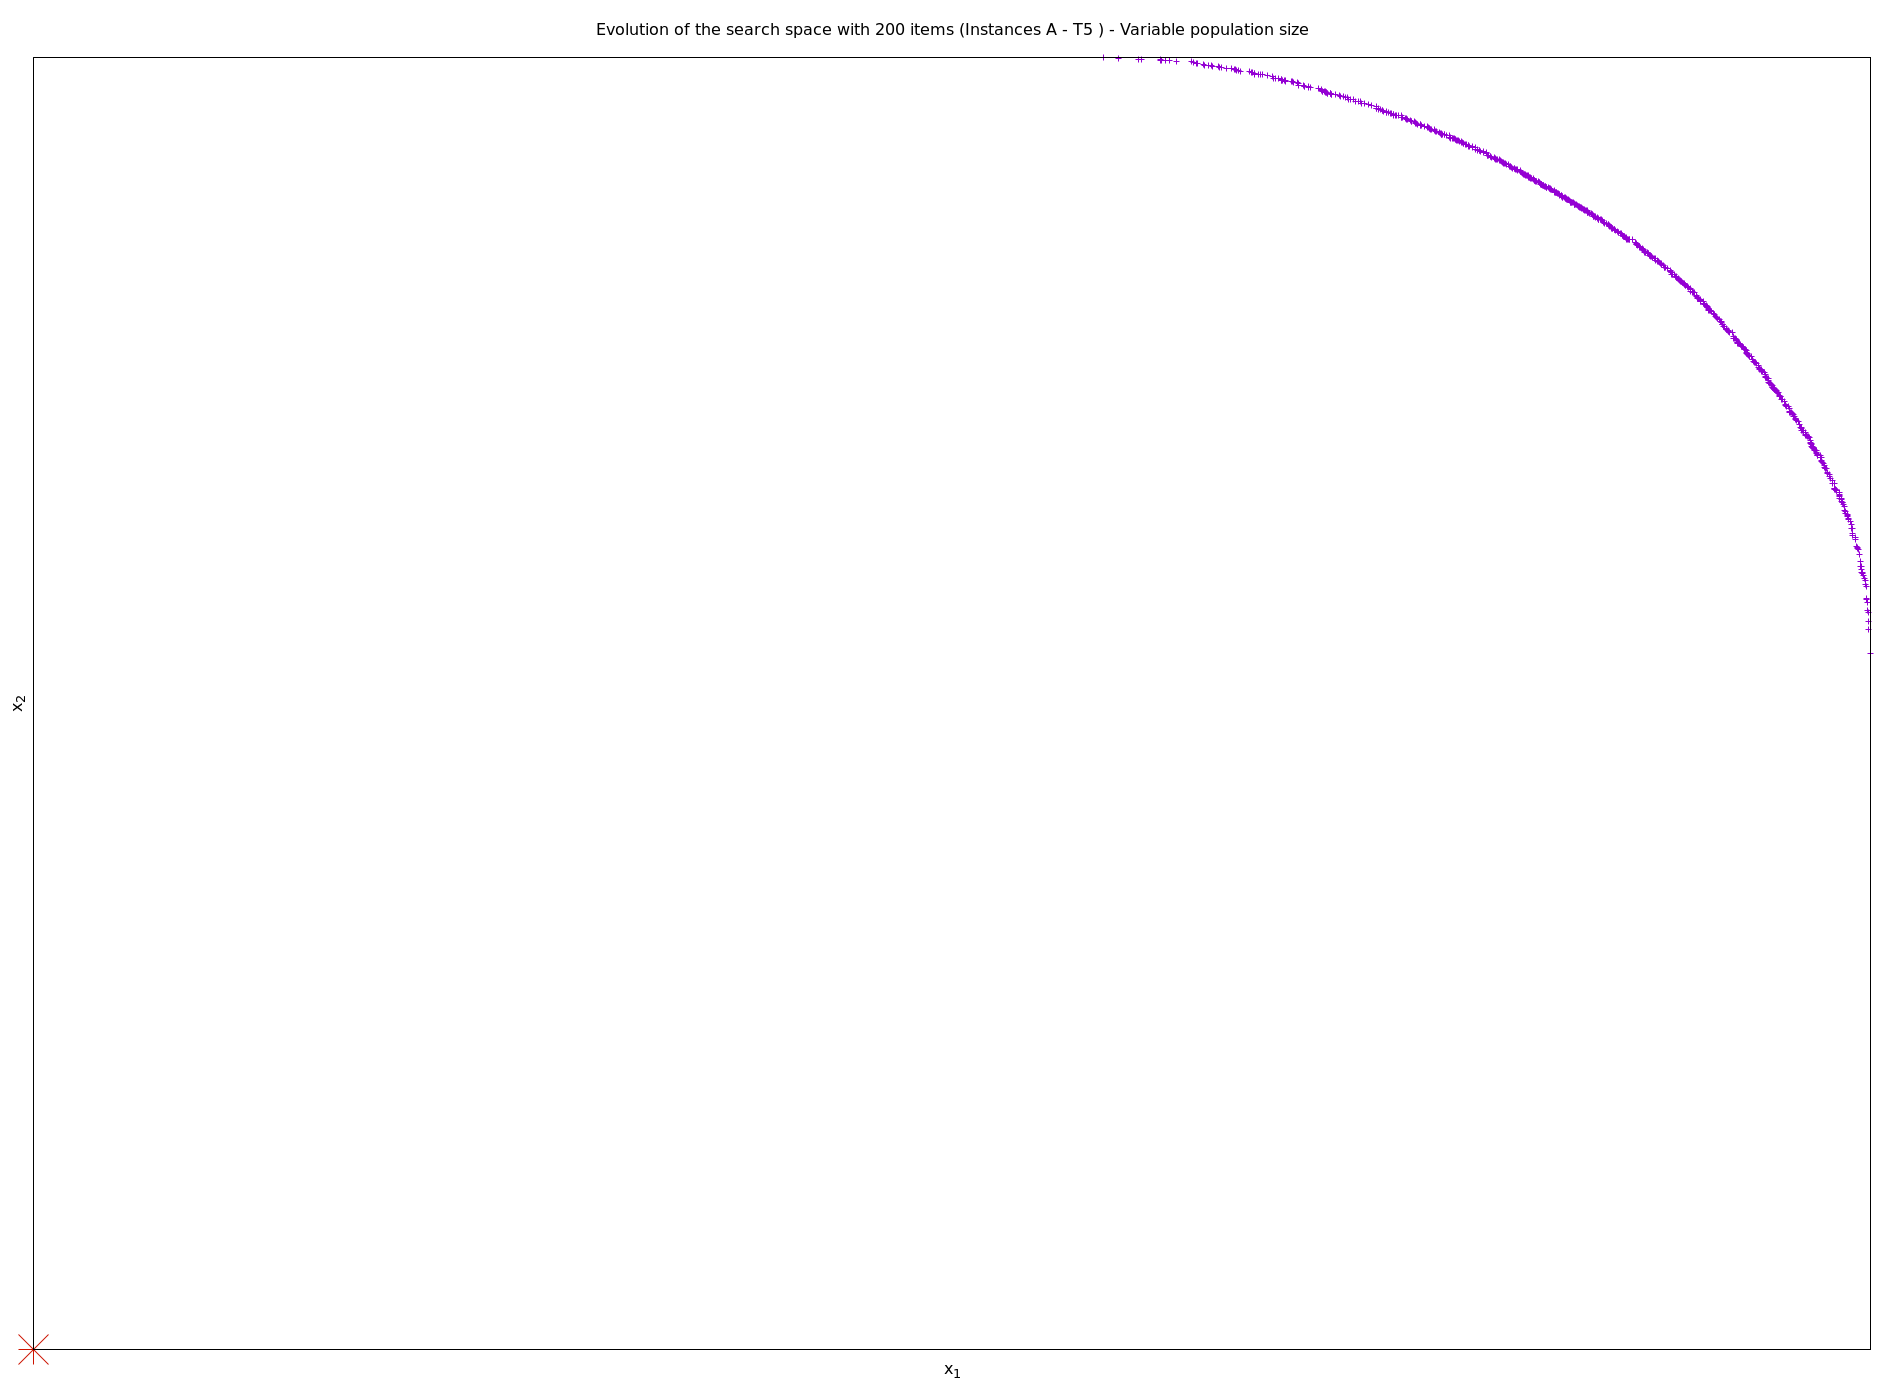 Evolution of the search space with 200 items (Instances A - T5 ) - Variable population size
x₂
x₁